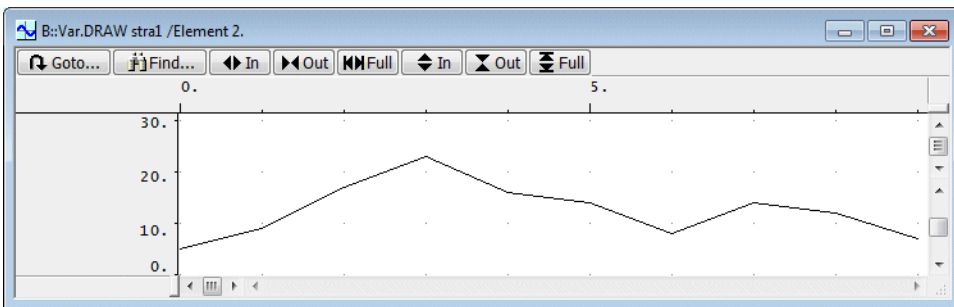 B::Var.DRAW stra1 /Element 2.
Goto... Find... In Out Full In Out Full
0. 5.
30.
20.
10.
0.